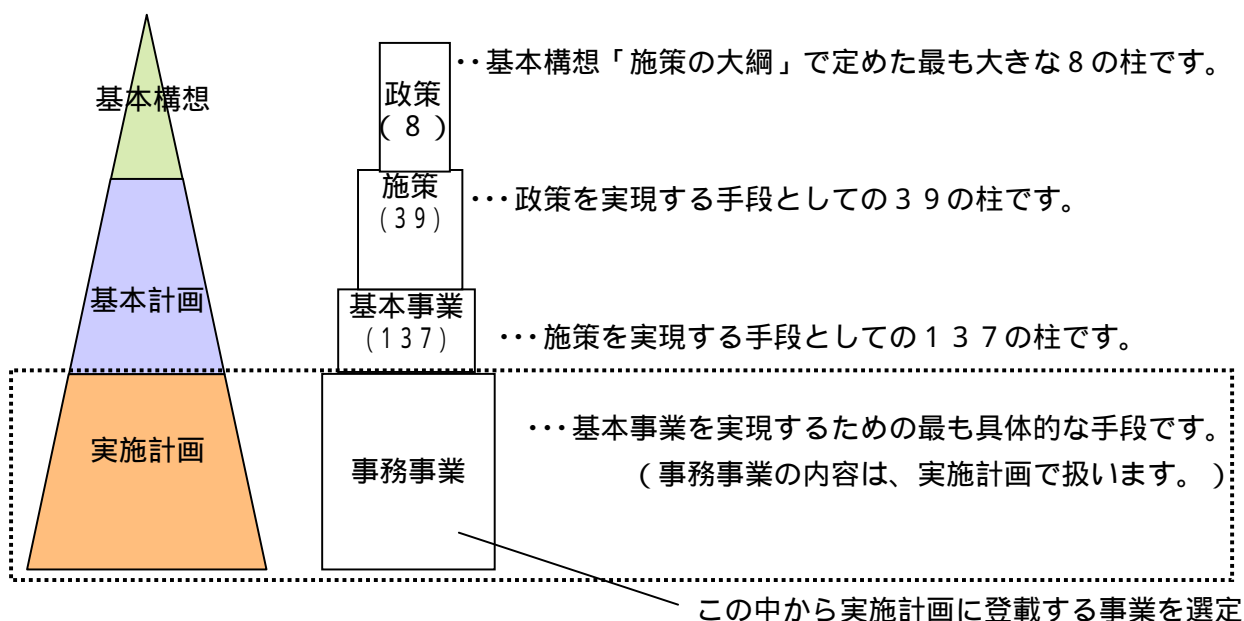 基本構想
政策
(８)
‥基本構想「施策の大綱」で定めた最も大きな８の柱です。
施策
(39)
…政策を実現する手段としての３９の柱です。
基本計画
基本事業
(137)
…施策を実現する手段としての１３７の柱です。
実施計画
事務事業
…基本事業を実現するための最も具体的な手段です。
(事務事業の内容は、実施計画で扱います。)
この中から実施計画に登載する事業を選定